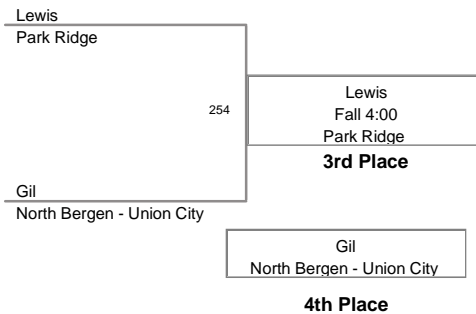 Lewis
Park Ridge
254
Lewis
Fall 4:00
Park Ridge
3rd Place
Gil
North Bergen - Union City
Gil
North Bergen - Union City
4th Place